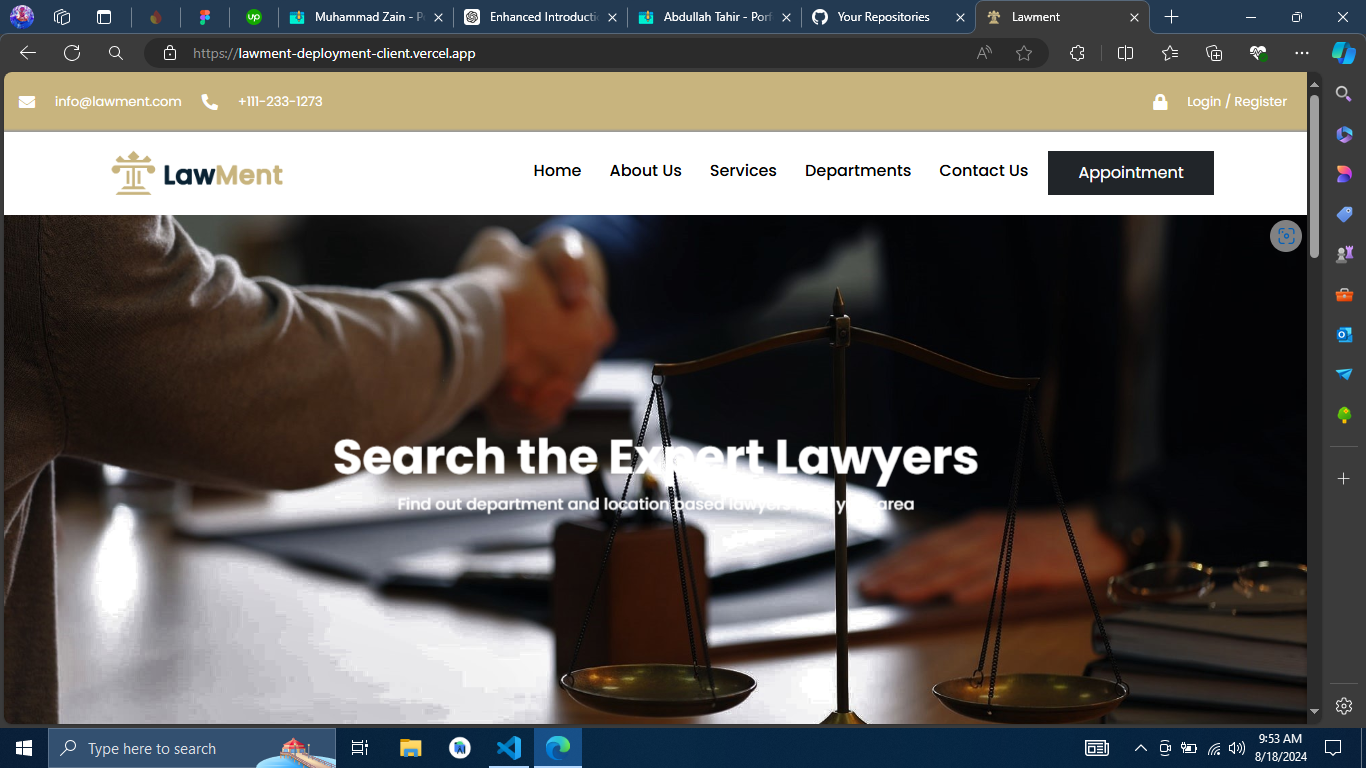 Muhammad Zain - P
Enhanced Introducti
Abdullah Tahir - Porf
Your Repositories
Lawment
https://lawment-deployment-client.vercel.app
info@lawment.com
+111-233-1273
Login / Register
LawMent
Home
About Us
Services
Departments
Contact Us
Appointment
Search the Expert Lawyers
Find out department and location based lawyers in your area
Type here to search
9:53 AM
8/18/2024